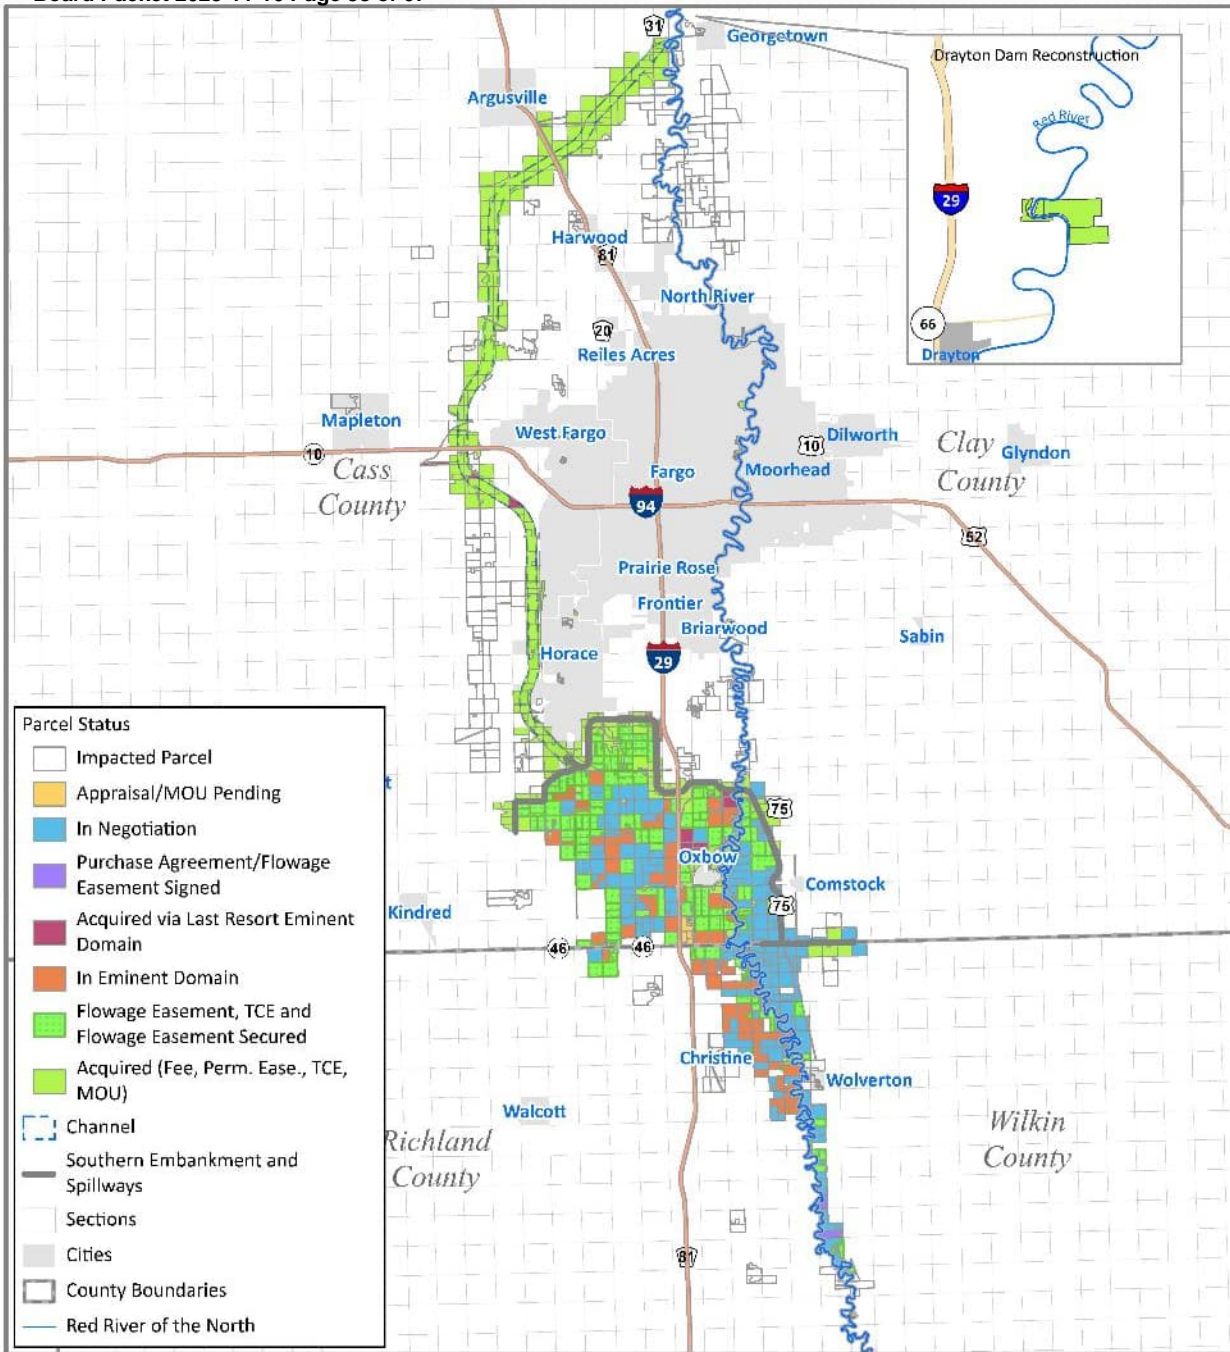 Georgetown
31
Drayton Dam Reconstruction
Argusville
Red River
29
Harwood
81
North River
20
Reiles Acres
66
Drayton
Mapleton
West Fargo
10
Dilworth
Clay
County
Glyndon
10
Cass
County
Fargo
Moorhead
94
52
Prairie Rose
Frontier
Briarwood
Sabin
Horace
29
Parcel Status
Impacted Parcel
Appraisal/MOU Pending
In Negotiation
Purchase Agreement/Flowage
Easement Signed
Acquired via Last Resort Eminent
Domain
In Eminent Domain
Flowage Easement, TCE and
Flowage Easement Secured
Acquired (Fee, Perm. Ease., TCE,
MOU)
Channel
Southern Embankment and
Spillways
Sections
Cities
County Boundaries
Red River of the North
t
75
Oxbow
Comstock
Kindred
75
46
46
Christine
Wolverton
Walcott
Richland
County
Wilkin
County
81